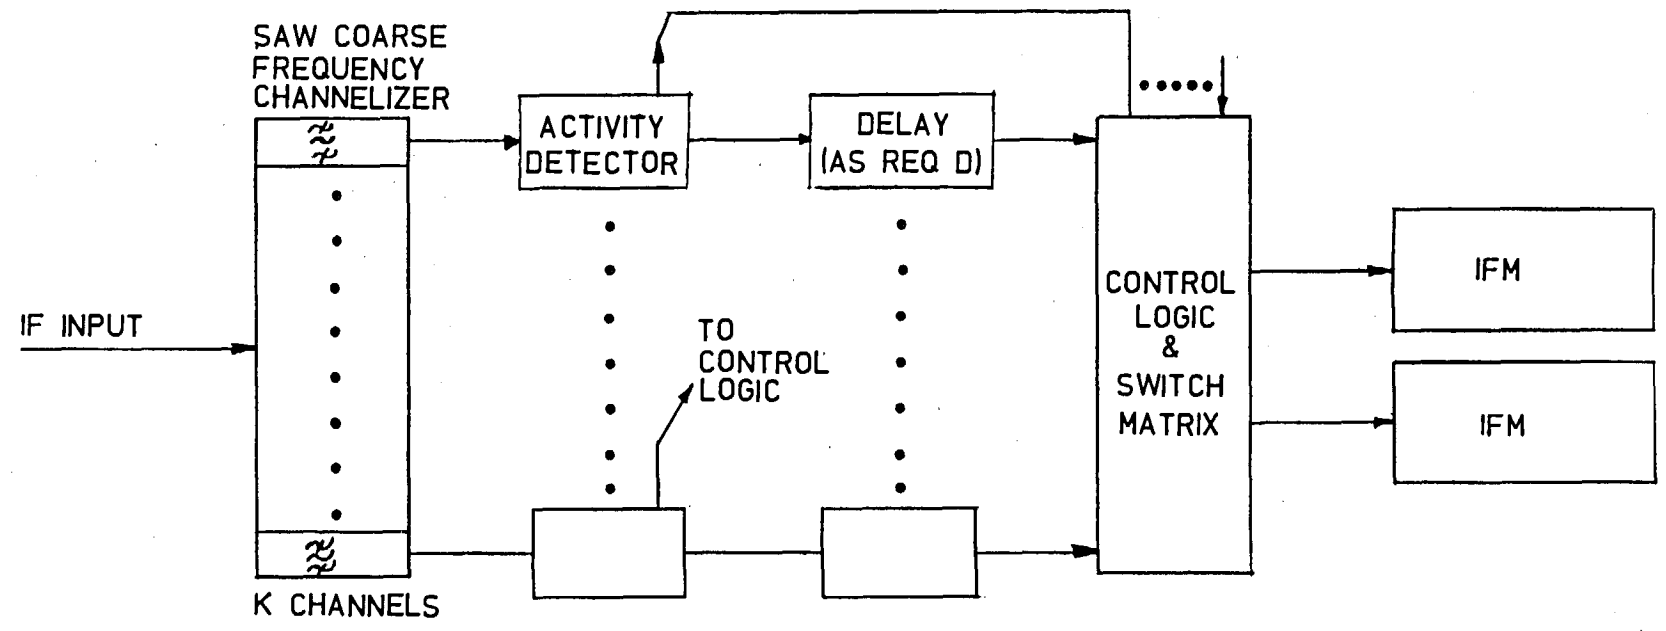 SAW COARSE
FREQUENCY
CHANNELIZER
ACTIVITY
DETECTOR
DELAY
(AS REQ D)
IF INPUT
TO
CONTROL
LOGIC
CONTROL
LOGIC
&
SWITCH
MATRIX
IFM
IFM
K CHANNELS